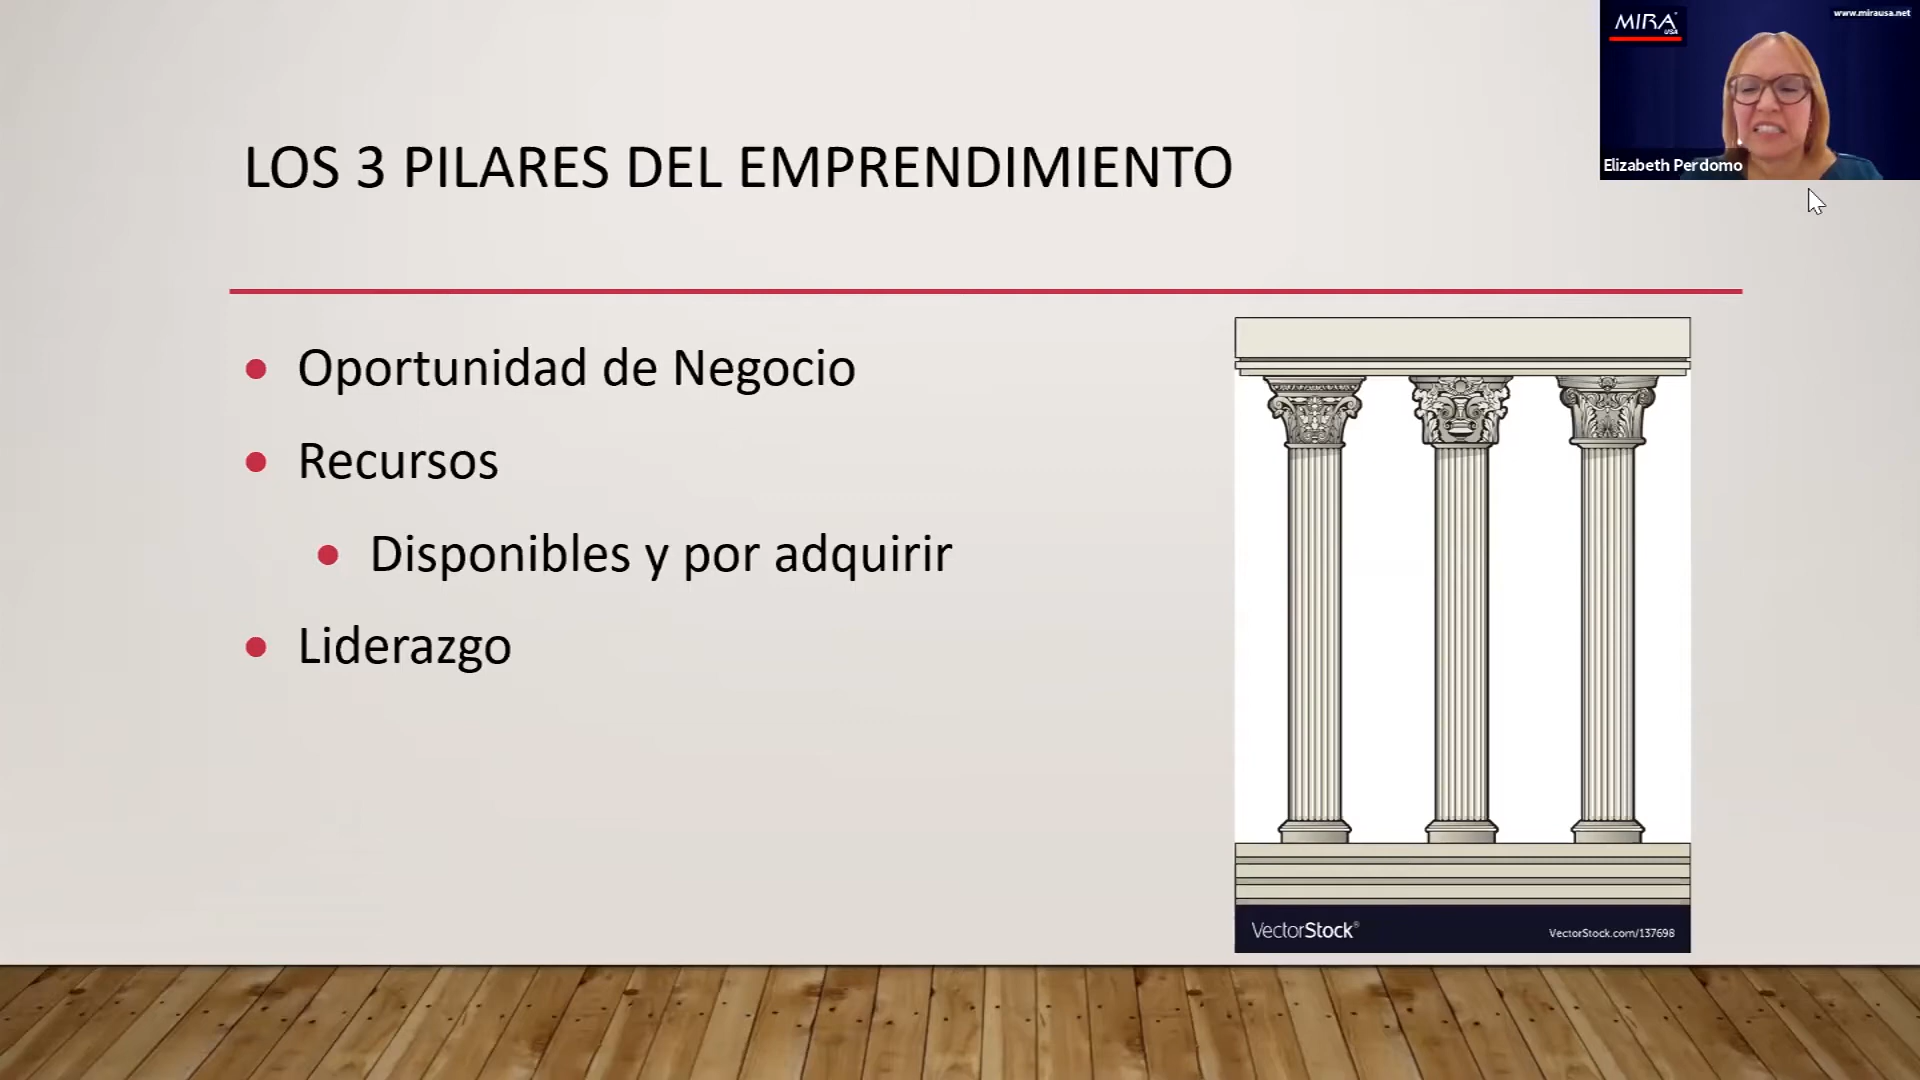 MIRA
USA
www.mirausa.net
Elizabeth Perdomo
LOS 3 PILARES DEL EMPRENDIMIENTO
Oportunidad de Negocio
Recursos
Disponibles y por adquirir
Liderazgo
VectorStock®
VectorStock.com/137698